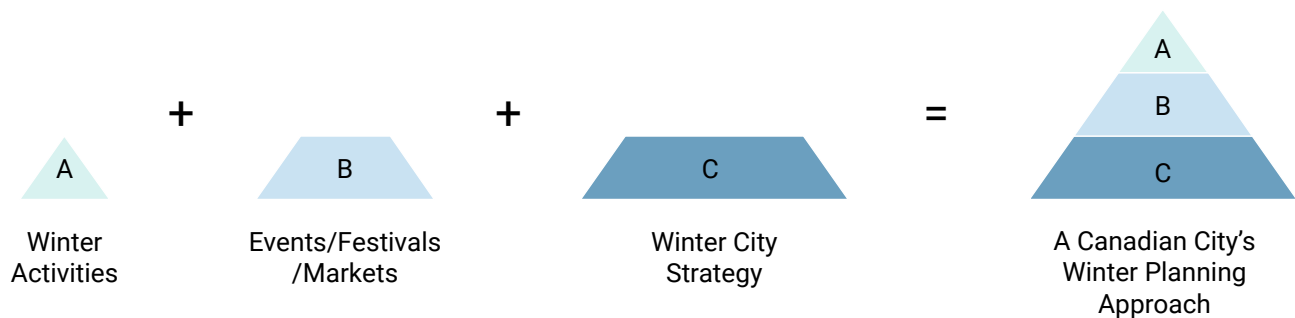 A
+
B
+
C
=
A
B
C
Winter
Activities
Events/Festivals
/Markets
Winter City
Strategy
A Canadian City’s
Winter Planning
Approach